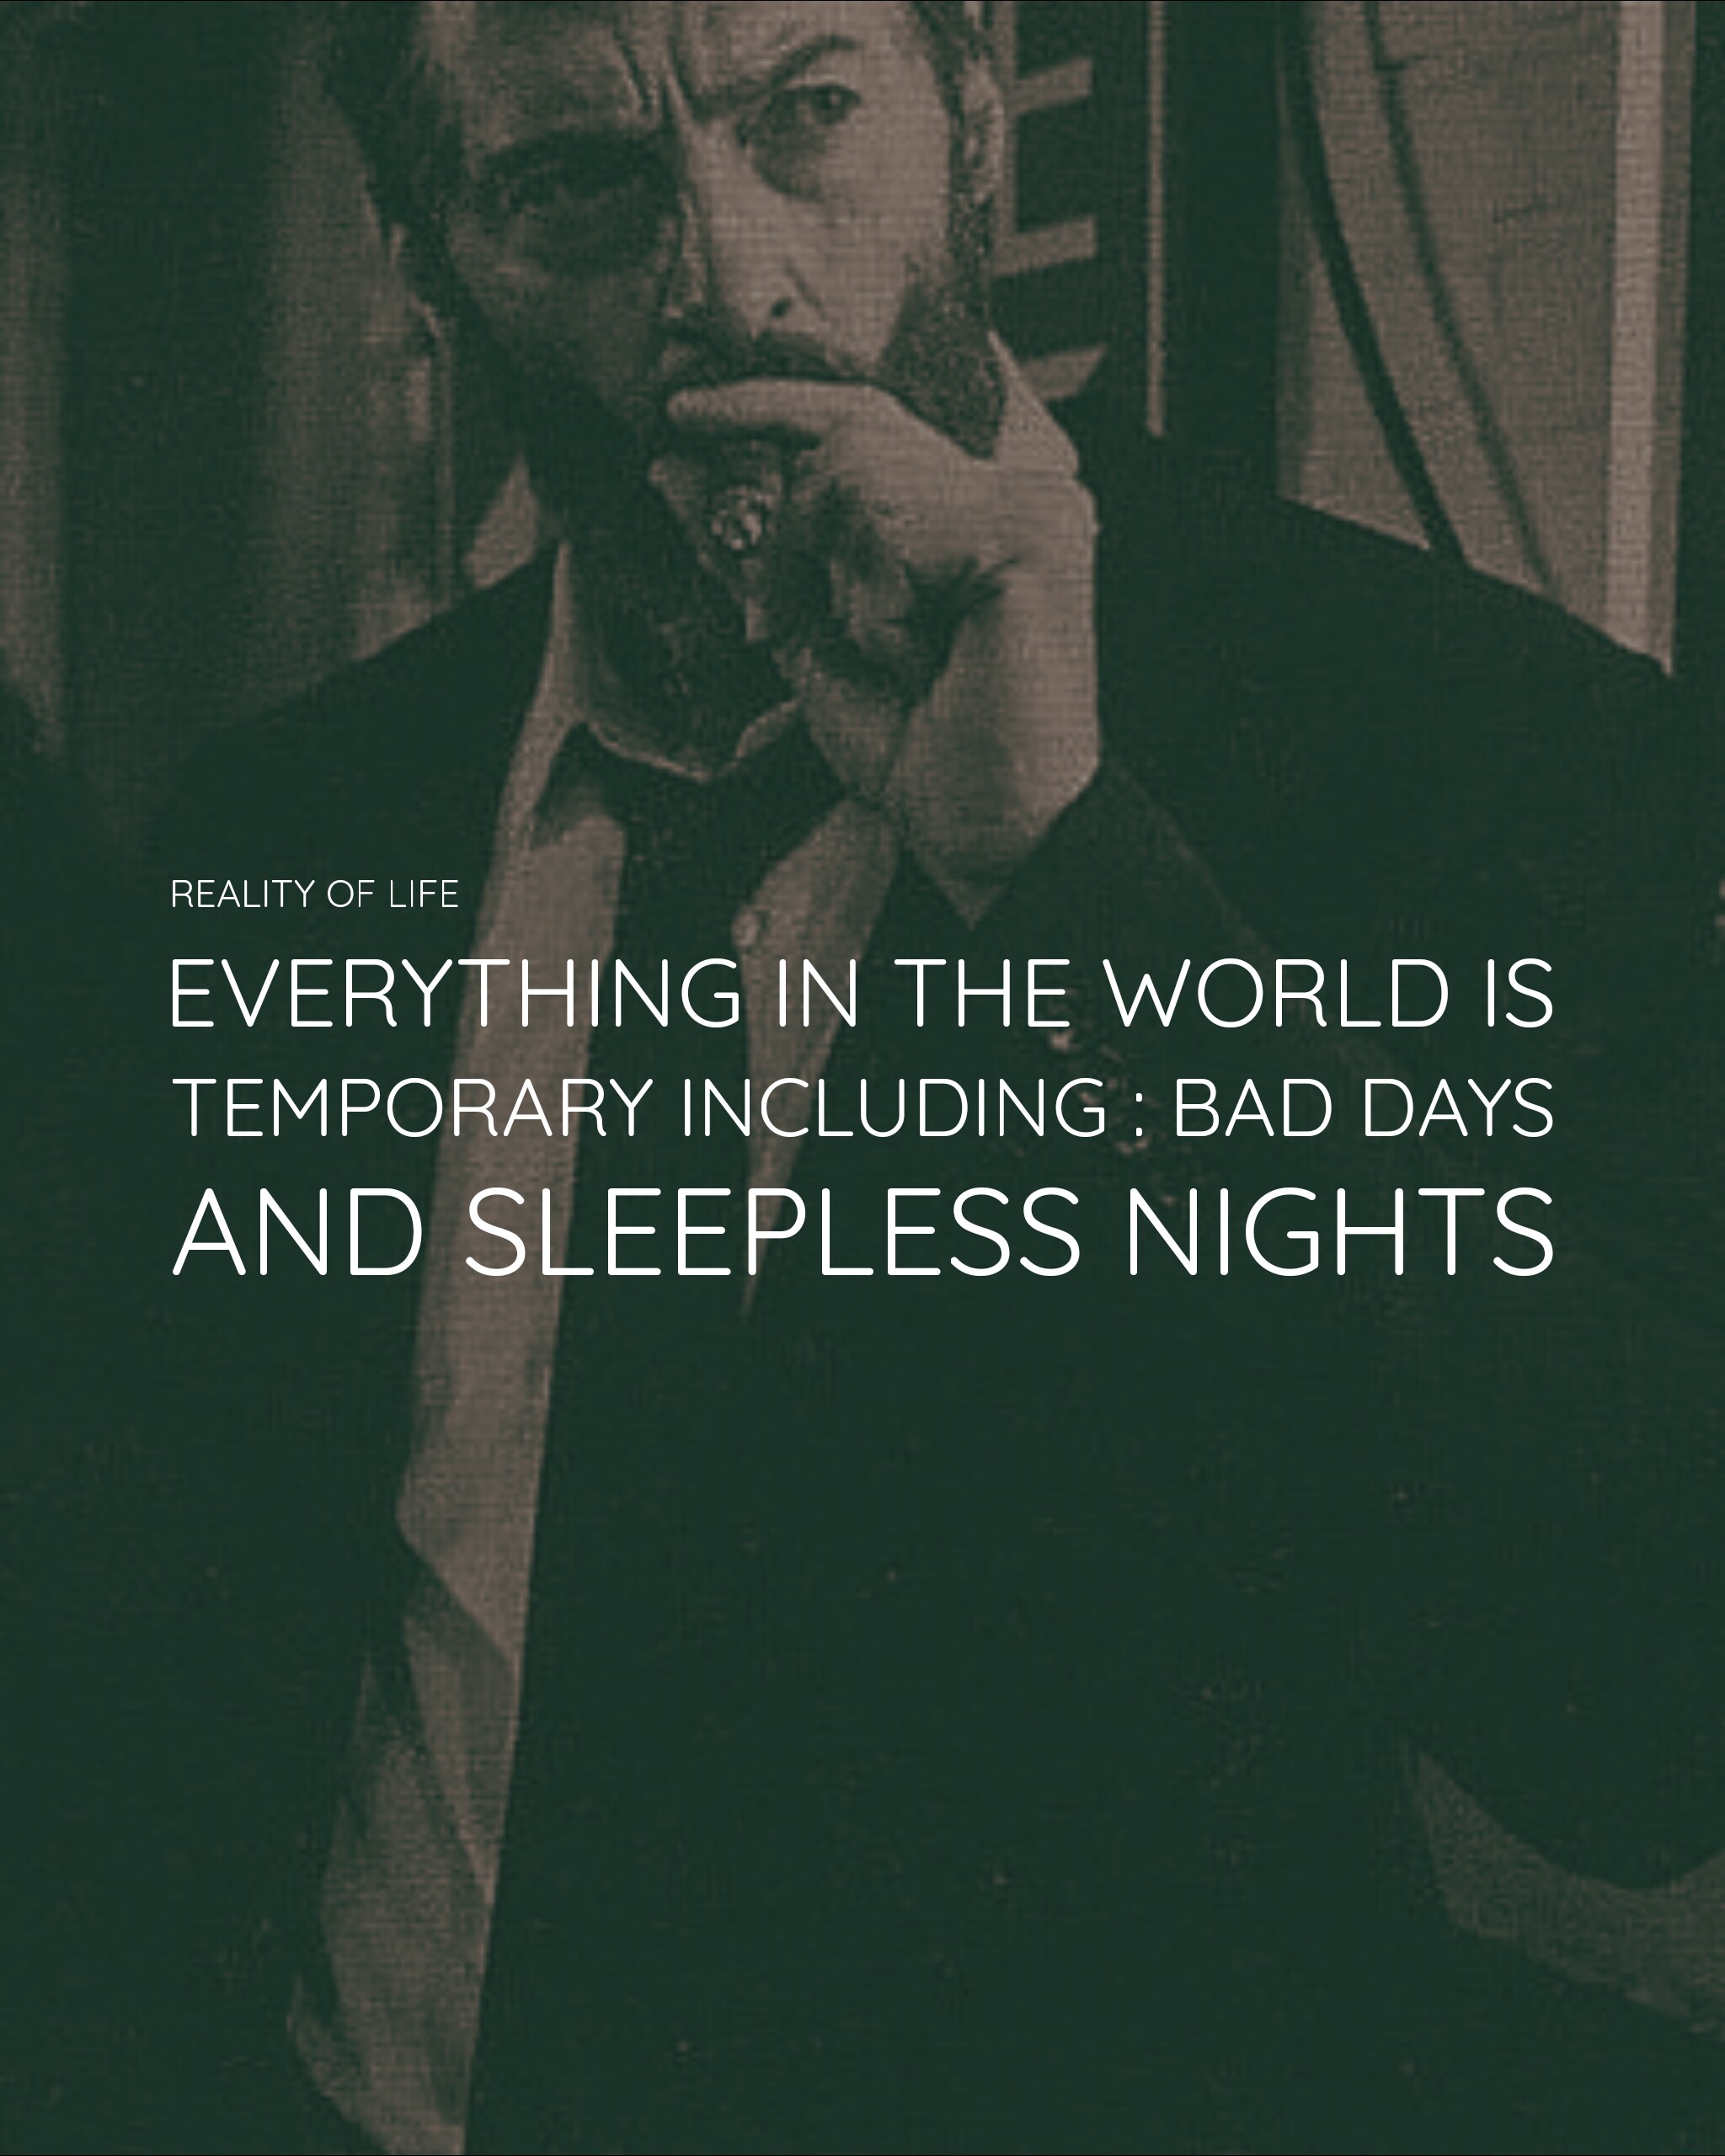 REALITY OF LIFE
EVERYTHING IN THE WORLD IS
TEMPORARY INCLUDING : BAD DAYS
AND SLEEPLESS NIGHTS